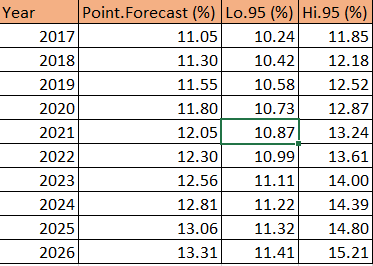 Year Point.Forecast (%) Lo.95 (%) Hi.95 (%)
2017 11.05 10.24 11.85
2018 11.30 10.42 12.18
2019 11.55 10.58 12.52
2020 11.80 10.73 12.87
2021 12.05 10.87 13.24
2022 12.30 10.99 13.61
2023 12.56 11.11 14.00
2024 12.81 11.22 14.39
2025 13.06 11.32 14.80
2026 13.31 11.41 15.21